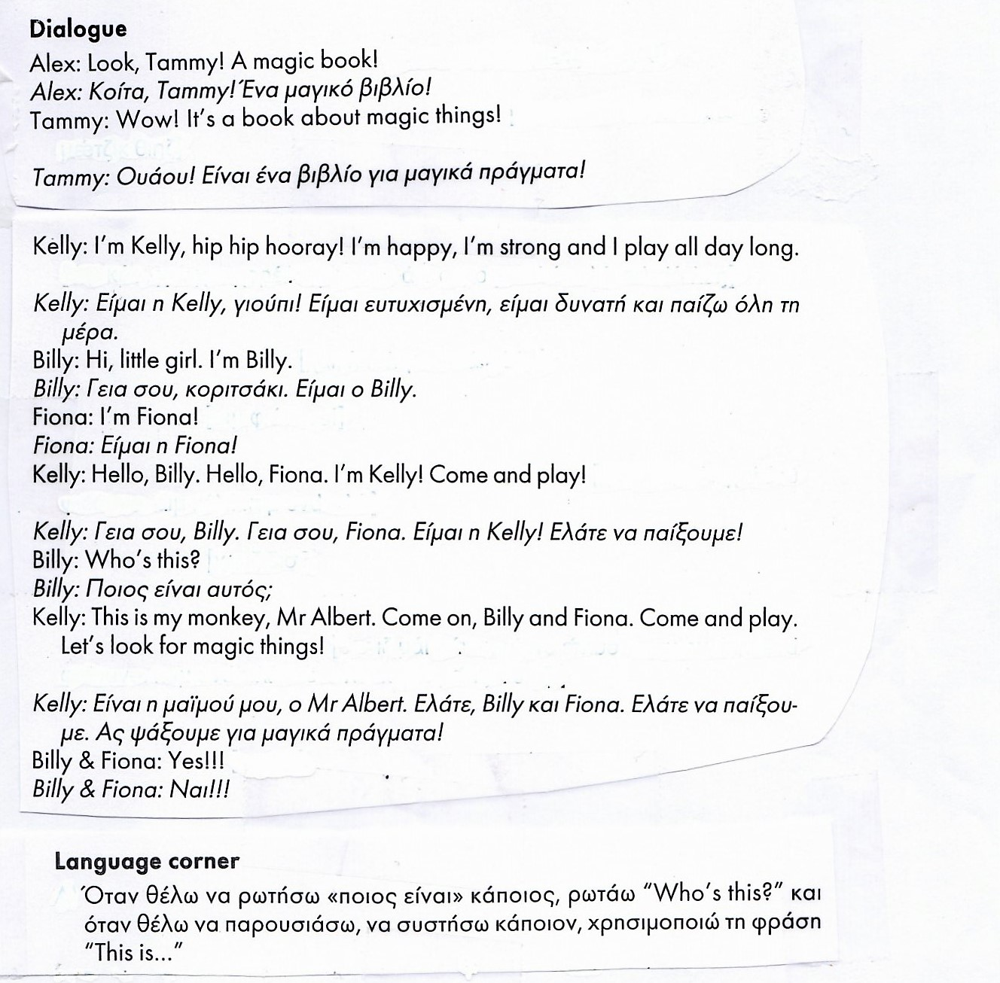 Dialogue
Alex: Look, Tammy! A magic book!
Alex: Κοίτα, Tammy! Ένα μαγικό βιβλίο!
Tammy: Wow! It's a book about magic things!
Tammy: Ουάου! Είναι ένα βιβλίο για μαγικά πράγματα!
Kelly: I'm Kelly, hip hip hooray! I'm happy, I'm strong and I play all day long.
Kelly: Είμαι η Kelly, γιούπι! Είμαι ευτυχισμένη, είμαι δυνατή και παίζω όλη τη
μέρα.
Billy: Hi, little girl. I'm Billy.
Billy: Γεια σου, κοριτσάκι. Είμαι ο Billy.
Fiona: I'm Fiona!
Fiona: Είμαι η Fiona!
Kelly: Hello, Billy. Hello, Fiona. I'm Kelly! Come and play!
Kelly: Γεια σου, Billy. Γεια σου, Fiona. Είμαι η Kelly! Ελάτε να παίξουμε!
Billy: Who's this?
Billy: Ποιος είναι αυτός;
Kelly: This is my monkey, Mr Albert. Come on, Billy and Fiona. Come and play.
Let's look for magic things!
Kelly: Είναι η μαϊμού μου, ο Mr Albert. Ελάτε, Billy και Fiona. Ελάτε να παίξου-
με. Ας ψάξουμε για μαγικά πράγματα!
Billy & Fiona: Yes!!!
Billy & Fiona: Ναι!!!
Language corner
Όταν θέλω να ρωτήσω «ποιος είναι» κάποιος, ρωτάω "Who's this?" και
όταν θέλω να παρουσιάσω, να συστήσω κάποιον, χρησιμοποιώ τη φράση
"This is..."